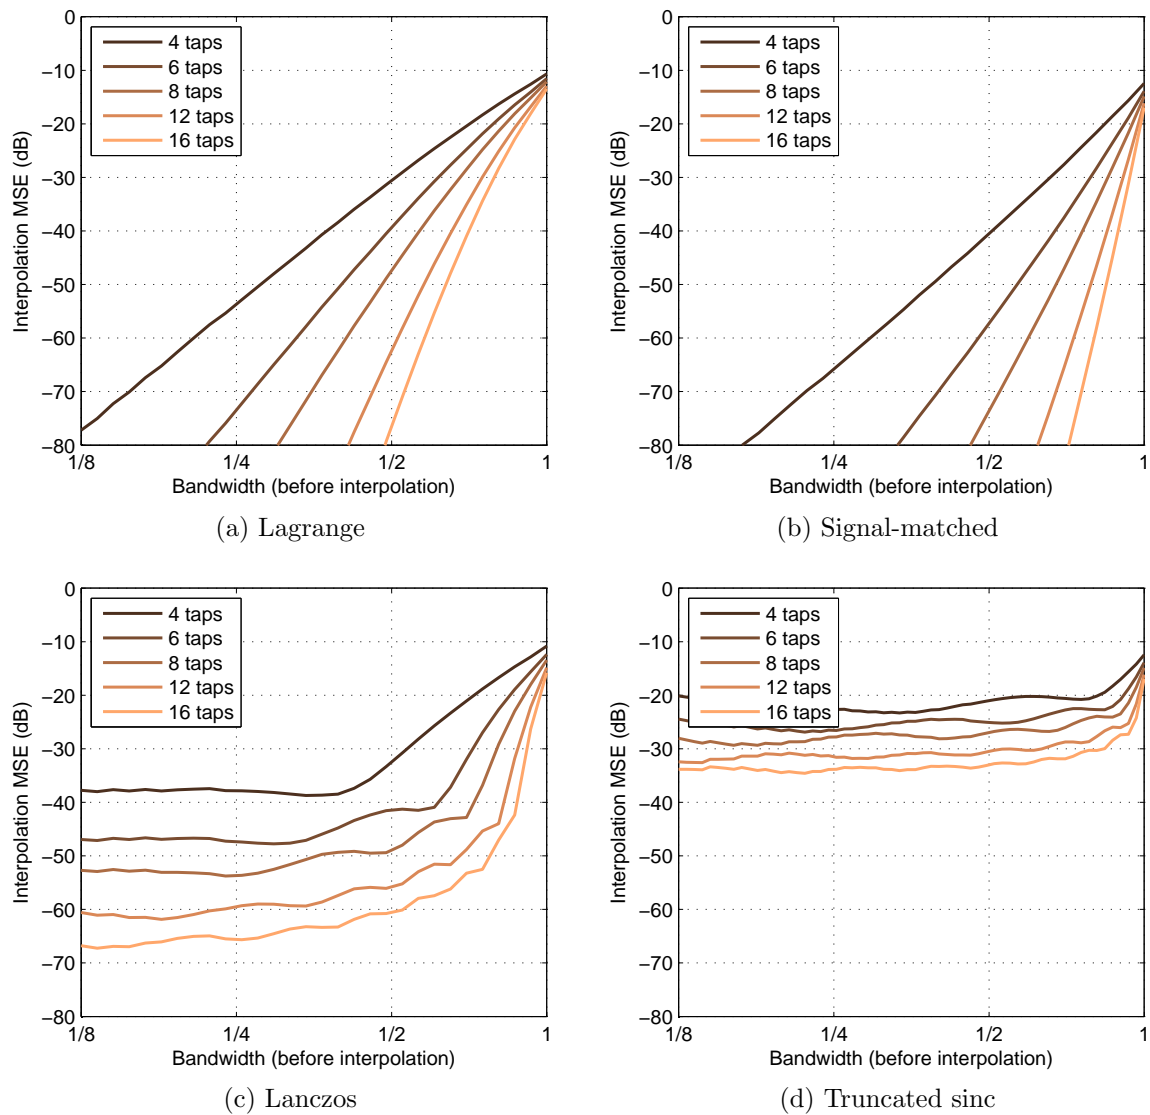 0
−10
−20
−30
−40
−50
−60
−70
−80
Interpolation MSE (dB)
4 taps
6 taps
8 taps
12 taps
16 taps
1/8
1/4
1/2
1
Bandwidth (before interpolation)
(a) Lagrange
0
−10
−20
−30
−40
−50
−60
−70
−80
Interpolation MSE (dB)
4 taps
6 taps
8 taps
12 taps
16 taps
1/8
1/4
1/2
1
Bandwidth (before interpolation)
(b) Signal-matched
0
−10
−20
−30
−40
−50
−60
−70
−80
Interpolation MSE (dB)
4 taps
6 taps
8 taps
12 taps
16 taps
1/8
1/4
1/2
1
Bandwidth (before interpolation)
(c) Lanczos
0
−10
−20
−30
−40
−50
−60
−70
−80
Interpolation MSE (dB)
4 taps
6 taps
8 taps
12 taps
16 taps
1/8
1/4
1/2
1
Bandwidth (before interpolation)
(d) Truncated sinc